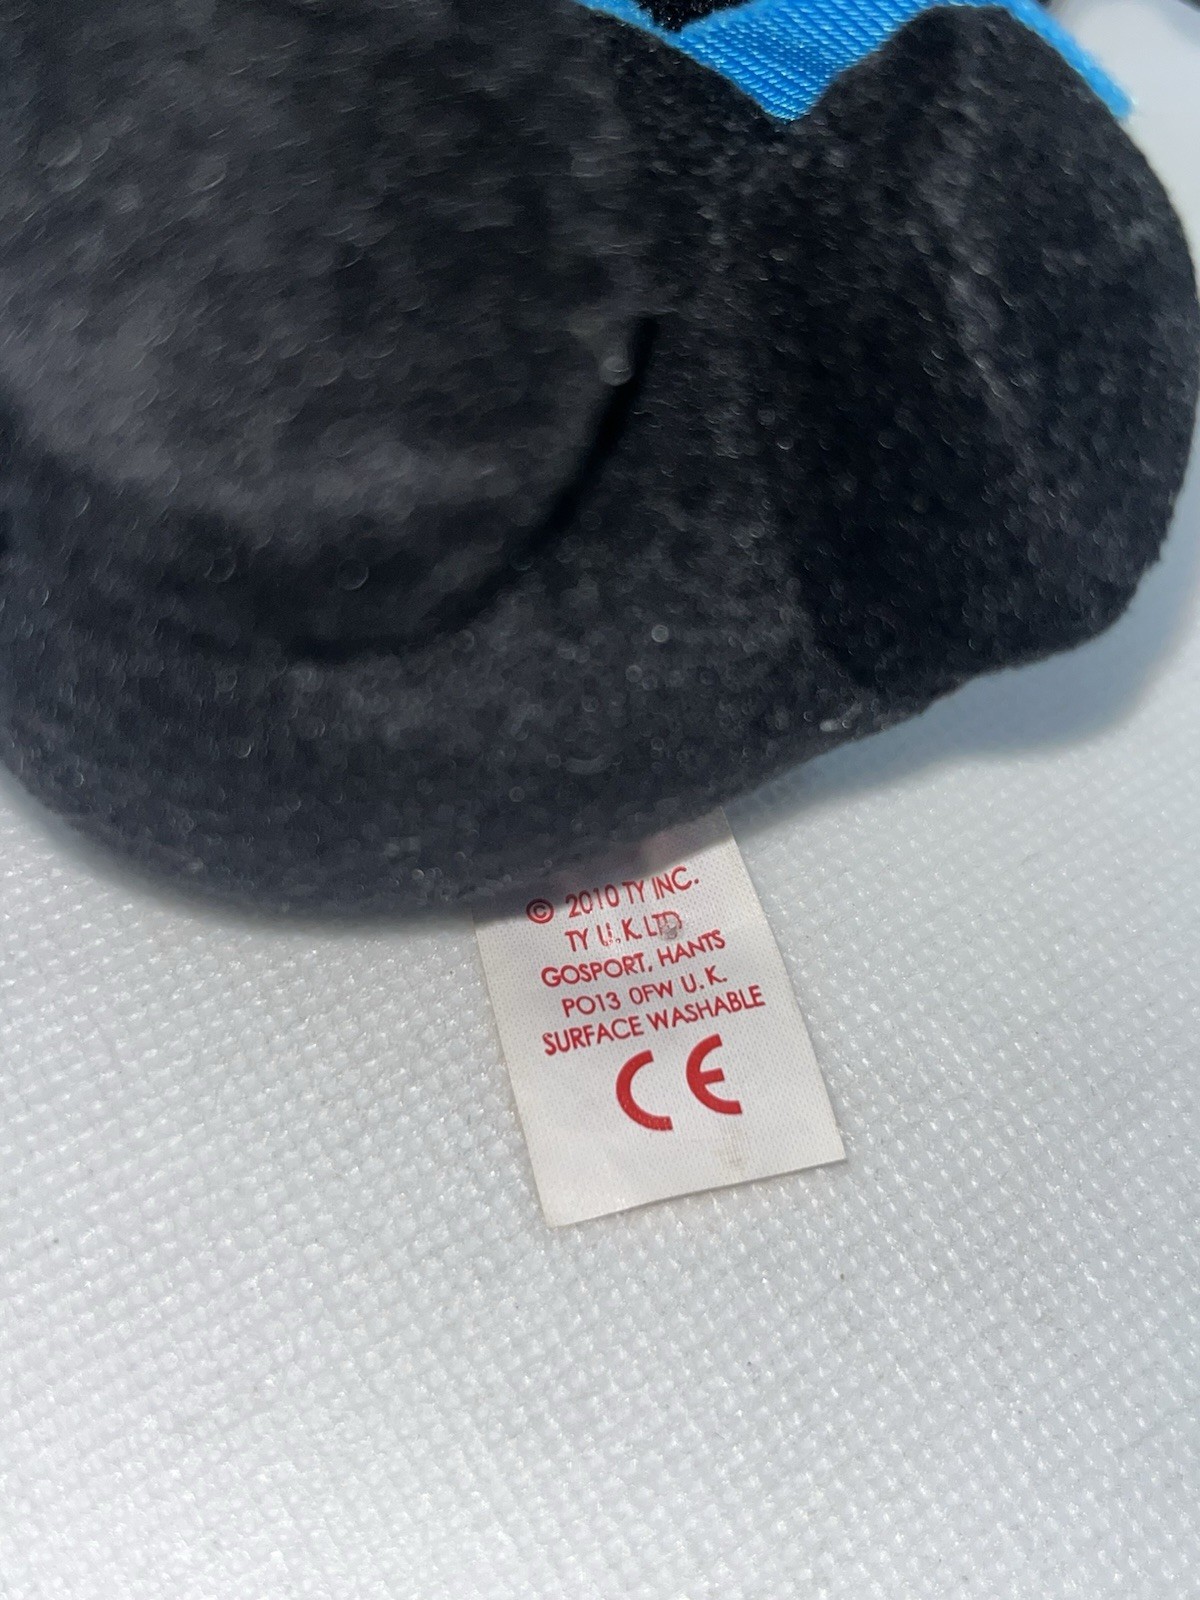 © 2010 TY INC.
TY U.K. LTD
GOSPORT, HANTS
PO13 0FW U.K.
SURFACE WASHABLE
CE